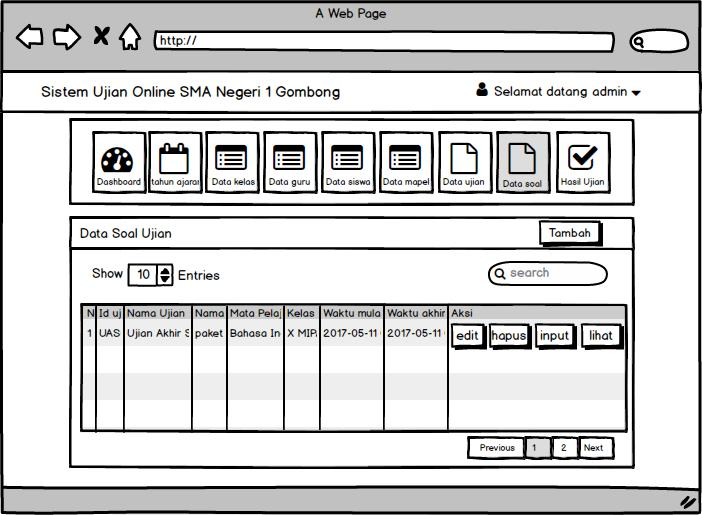 A Web Page
http://
Sistem Ujian Online SMA Negeri 1 Gombong
Selamat datang admin
Dashboard
tahun ajaran
Data kelas
Data guru
Data siswa
Data mapel
Data ujian
Data soal
Hasil Ujian
Data Soal Ujian
Tambah
Show 10 Entries
search
N Id uj Nama Ujian Nama Mata Pelaj Kelas Waktu mula Waktu akhir Aksi
1 UAS Ujian Akhir S paket Bahasa In X MIP 2017-05-11 2017-05-11 edit hapus input lihat
Previous 1 2 Next